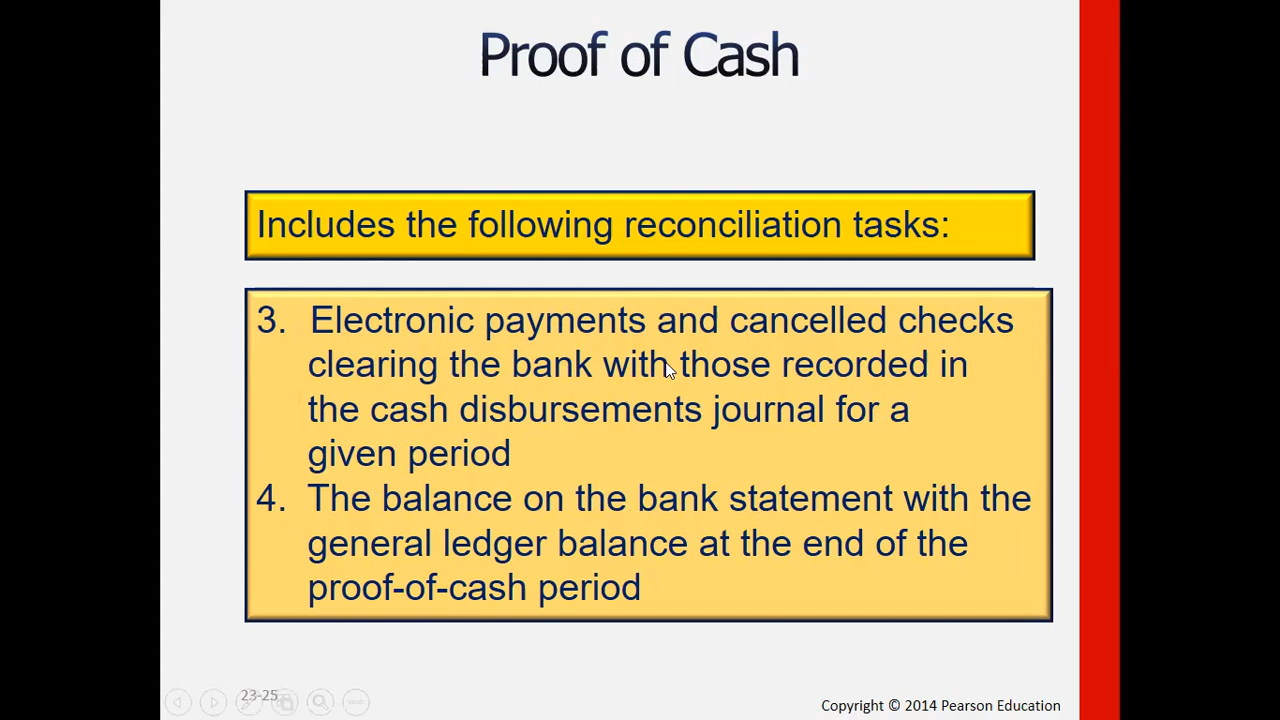 Proof of Cash
Includes the following reconciliation tasks:
3. Electronic payments and cancelled checks
clearing the bank with those recorded in
the cash disbursements journal for a
given period
4. The balance on the bank statement with the
general ledger balance at the end of the
proof-of-cash period
23-25
Copyright © 2014 Pearson Education